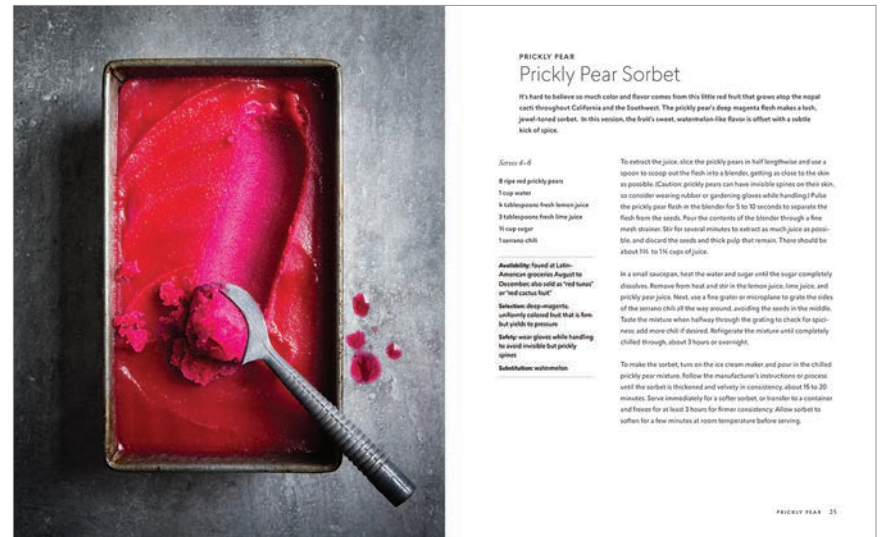 PRICKLY PEAR
Prickly Pear Sorbet
It's hard to believe so much color and flavor comes from this little red fruit that grows atop the nopal
cacti throughout California and the Southwest. The prickly pear's deep magenta flesh makes a lush,
jewel-toned sorbet. In this version, the fruit's sweet, watermelon-like flavor is offset with a subtle
kick of spice.
Serves 4–6
8 ripe red prickly pears
1 cup water
tablespoons fresh lemon juice
3 tablespoons fresh lime juice
cup sugar
1 serrano chili
Availability: found at Latin-
American groceries August to
December; also sold as "red tunas"
or "red cactus fruit"
Selection: deep-magenta,
uniformly colored fruit that is firm
but yields to pressure
Safety: wear gloves while handling
to avoid invisible but prickly
spines
Substitution: watermelon
To extract the juice, slice the prickly pears in half lengthwise and use a
spoon to scoop out the flesh into a blender, getting as close to the skin
as possible. (Caution: prickly pears can have invisible spines on their skin,
so consider wearing rubber or gardening gloves while handling.) Pulse
the prickly pear flesh in the blender for 5 to 10 seconds to separate the
flesh from the seeds. Pour the contents of the blender through a fine
mesh strainer. Stir for several minutes to extract as much juice as possi-
ble, and discard the seeds and thick pulp that remain. There should be
about to cups of juice.
In a small saucepan, heat the water and sugar until the sugar completely
dissolves. Remove from heat and stir in the lemon juice, lime juice, and
prickly pear juice. Next, use a fine grater or microplane to grate the sides
of the serrano chili all the way around, avoiding the seeds in the middle.
Taste the mixture when halfway through the grating to check for spici-
ness; add more chili if desired. Refrigerate the mixture until completely
chilled through, about 3 hours or overnight.
To make the sorbet, turn on the ice cream maker and pour in the chilled
prickly pear mixture. Follow the manufacturer's instructions or process
until the sorbet is thickened and velvety in consistency, about 15 to 20
minutes. Serve immediately for a softer sorbet, or transfer to a container
and freeze for at least 3 hours for firmer consistency. Allow sorbet to
soften for a few minutes at room temperature before serving.
PRICKLY PEAR 25